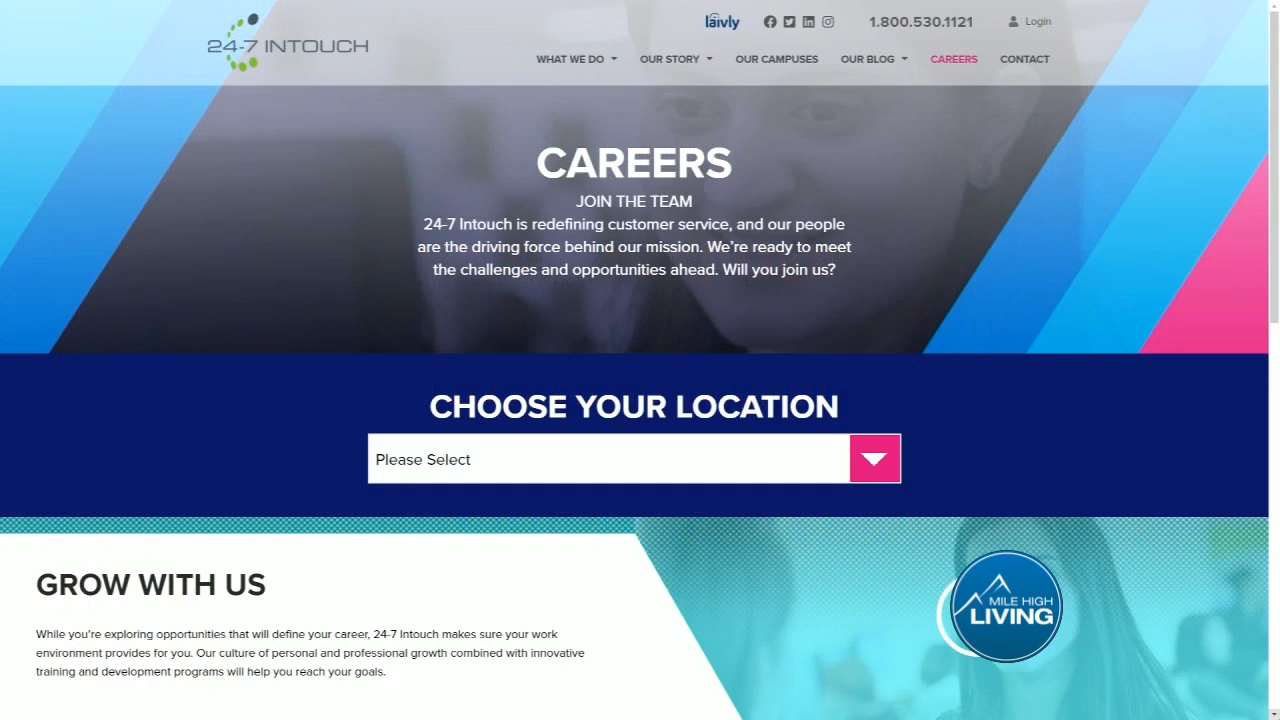 laivly
1.800.530.1121
Login
24-7 INTOUCH
WHAT WE DO
OUR STORY
OUR CAMPUSES
OUR BLOG
CAREERS
CONTACT
CAREERS
JOIN THE TEAM
24-7 Intouch is redefining customer service, and our people
are the driving force behind our mission. We're ready to meet
the challenges and opportunities ahead. Will you join us?
CHOOSE YOUR LOCATION
Please Select
GROW WITH US
While you're exploring opportunities that will define your career, 24-7 Intouch makes sure your work
environment provides for you. Our culture of personal and professional growth combined with innovative
training and development programs will help you reach your goals.
MILE HIGH
LIVING